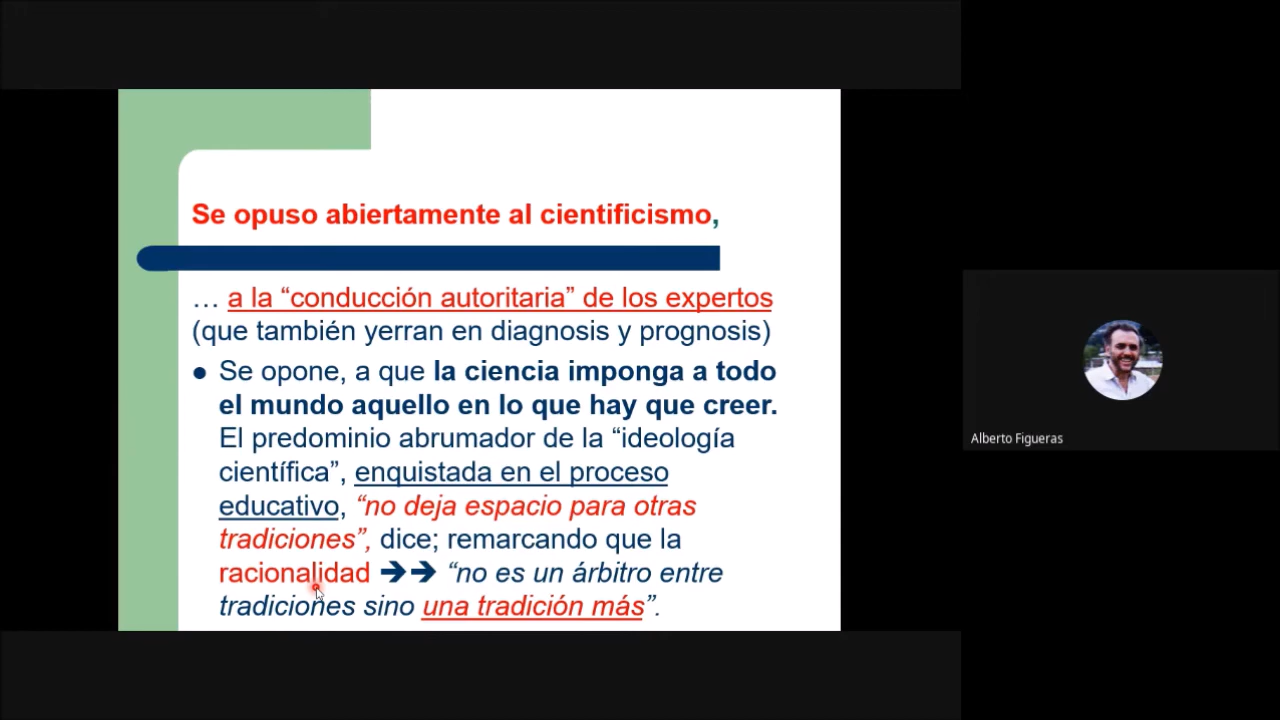 Se opuso abiertamente al cientificismo,
… a la “conducción autoritaria” de los expertos
(que también yerran en diagnosis y prognosis)
● Se opone, a que la ciencia imponga a todo
el mundo aquello en lo que hay que creer.
El predominio abrumador de la “ideología
científica”, enquistada en el proceso
educativo, “no deja espacio para otras
tradiciones”, dice; remarcando que la
racionalidad ➔➔ “no es un árbitro entre
tradiciones sino una tradición más”.
Alberto Figueras